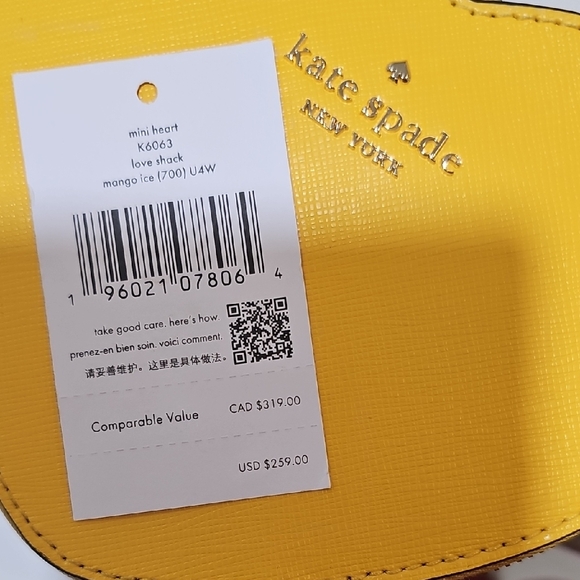 kate spade
NEW YORK
mini heart
K6063
love shack
mango ice (700) U4W
1 96021 07806 4
take good care. here's how.
prenez-en bien soin. voici comment.
请妥善维护。这里是具体做法。
Comparable Value CAD $319.00
USD $259.00